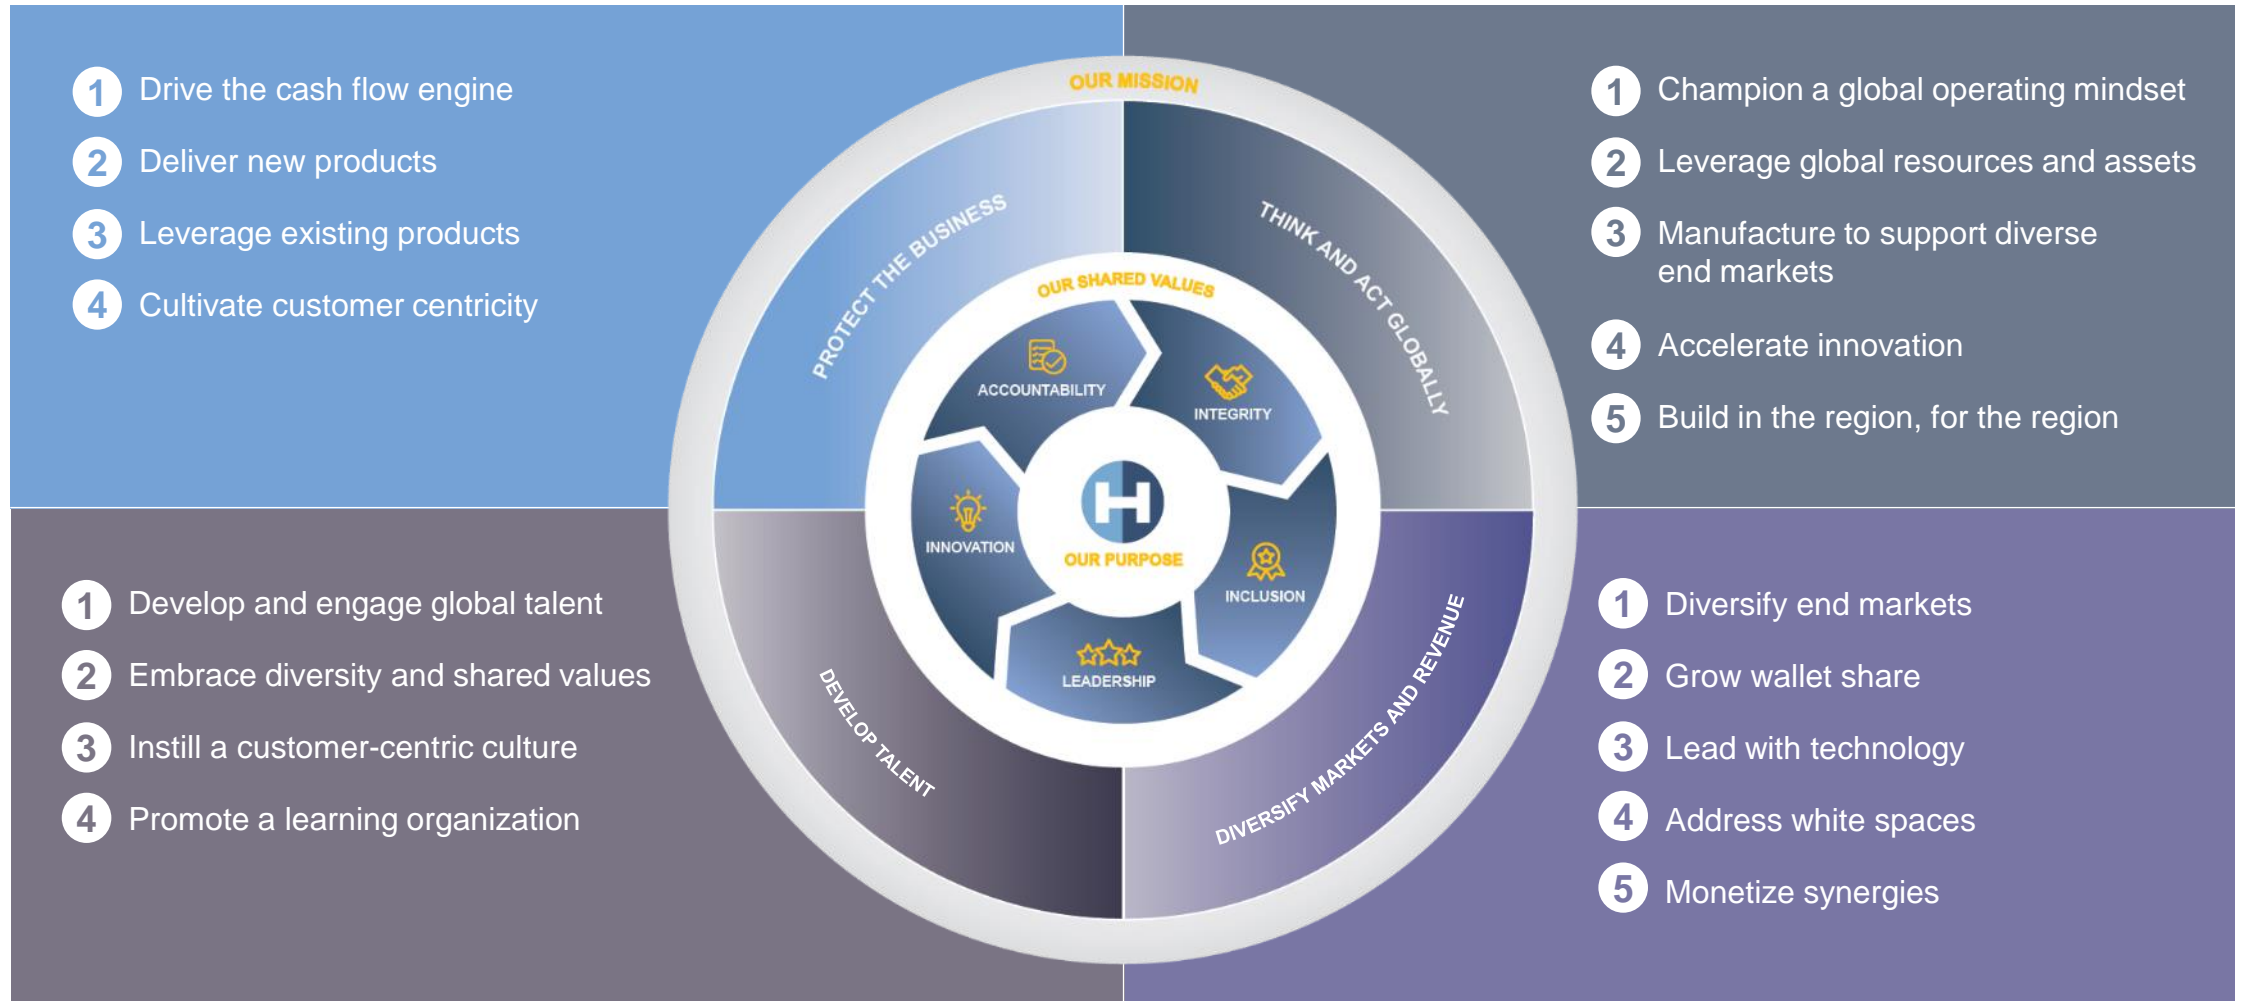 1 Drive the cash flow engine
2 Deliver new products
3 Leverage existing products
4 Cultivate customer centricity
1 Champion a global operating mindset
2 Leverage global resources and assets
3 Manufacture to support diverse
end markets
4 Accelerate innovation
5 Build in the region, for the region
OUR MISSION
PROTECT THE BUSINESS
THINK AND ACT GLOBALLY
OUR SHARED VALUES
ACCOUNTABILITY
INTEGRITY
INNOVATION
H
OUR PURPOSE
INCLUSION
LEADERSHIP
DEVELOP TALENT
DIVERSIFY MARKETS AND REVENUE
1 Develop and engage global talent
2 Embrace diversity and shared values
3 Instill a customer-centric culture
4 Promote a learning organization
1 Diversify end markets
2 Grow wallet share
3 Lead with technology
4 Address white spaces
5 Monetize synergies